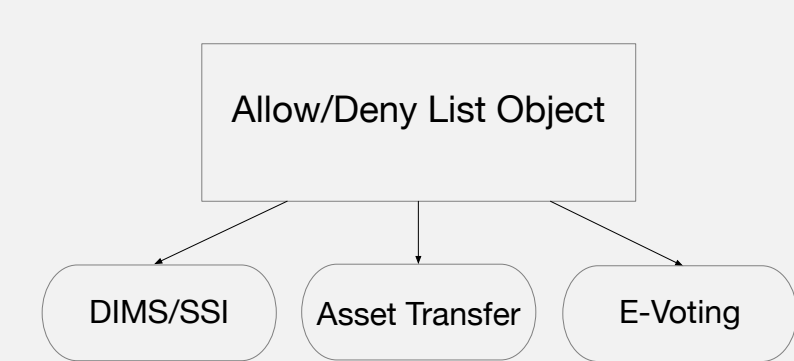 Allow/Deny List Object
DIMS/SSI
Asset Transfer
E-Voting